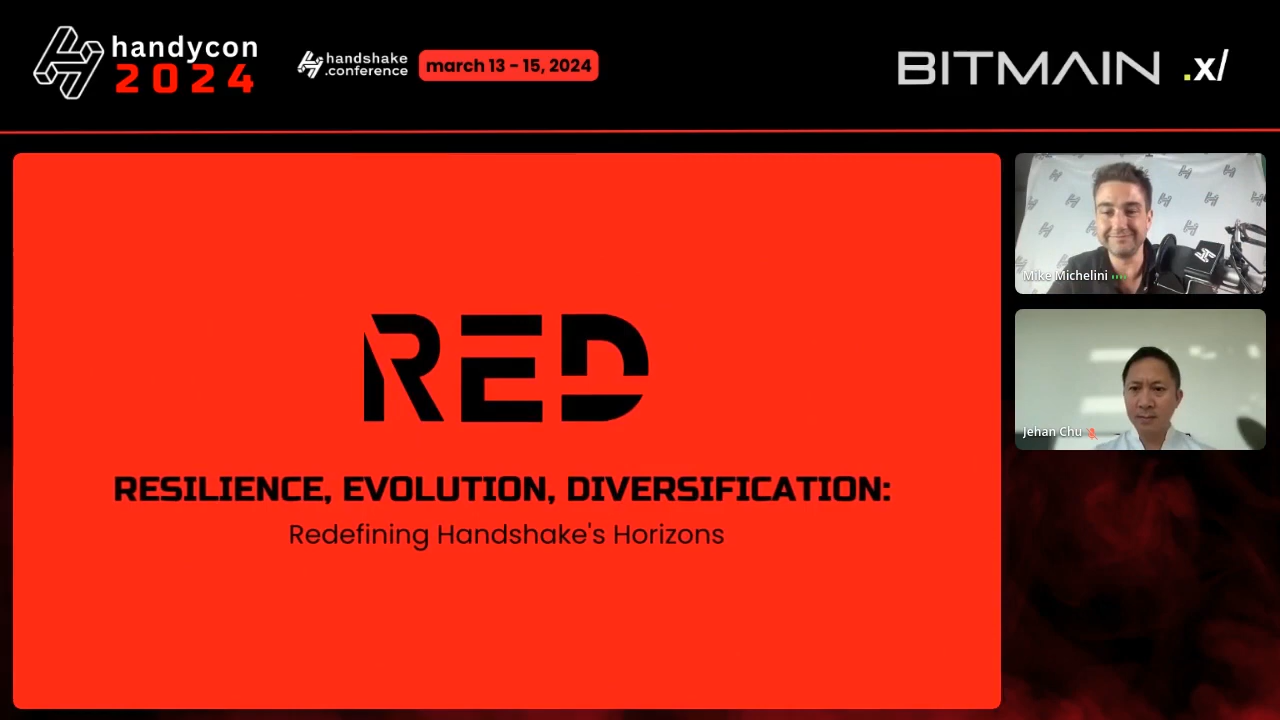 handycon
2024
handshake
.conference
march 13 - 15, 2024
BITMAIN
.x/
RED
RESILIENCE, EVOLUTION, DIVERSIFICATION:
Redefining Handshake's Horizons
Mike Michelini
Jehan Chu